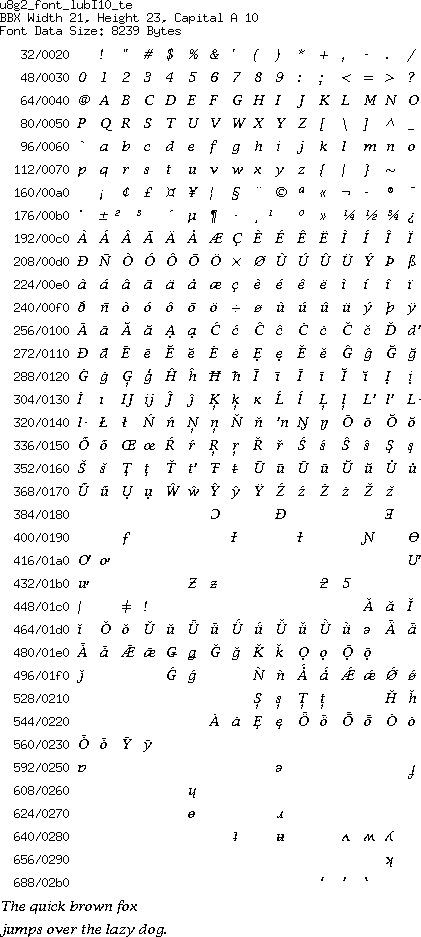 u8g2_font_lubI10_te
BBX Width 21, Height 23, Capital A 10
Font Data Size: 8239 Bytes
32/0020 ! " # $ % & ' ( ) * + , - . /
48/0030 0 1 2 3 4 5 6 7 8 9 : ; < = > ?
64/0040 @ A B C D E F G H I J K L M N O
80/0050 P Q R S T U V W X Y Z [ \ ] ^ _
96/0060 ` a b c d e f g h i j k l m n o
112/0070 p q r s t u v w x y z { | } ~
160/00a0 ¡ ¢ £ ¤ ¥ ¦ § ¨ © ª « ¬ - ® ¯
176/00b0 ° ± ² ³ ´ µ ¶ · ¸ ¹ º » ¼ ½ ¾ ¿
192/00c0 À Á Â Ã Ä Å Æ Ç È É Ê Ë Ì Í Î Ï
208/00d0 Ð Ñ Ò Ó Ô Õ Ö × Ø Ù Ú Û Ü Ý Þ ß
224/00e0 à á â ã ä å æ ç è é ê ë ì í î ï
240/00f0 ð ñ ò ó ô õ ö ÷ ø ù ú û ü ý þ ÿ
256/0100 Ā ā Ă ă Ą ą Ć ć Ĉ ĉ Ċ ċ Č č Ď ď
272/0110 Đ đ Ē ē Ĕ ĕ Ė ė Ę ę Ě ě Ĝ ĝ Ğ ğ
288/0120 Ġ ġ Ģ ģ Ĥ ĥ Ħ ħ Ĩ ĩ Ī ī Ĭ ĭ Į į
304/0130 İ ı Ĳ ĳ Ĵ ĵ Ķ ķ ĸ Ĺ ĺ Ļ ļ Ľ ľ Ŀ
320/0140 ŀ Ł ł Ń ń Ņ ņ Ň ň ŉ Ŋ ŋ Ō ō Ŏ ŏ
336/0150 Ő ő Œ œ Ŕ ŕ Ŗ ŗ Ř ř Ś ś Ŝ ŝ Ş ş
352/0160 Š š Ţ ţ Ť ť Ŧ ŧ Ũ ũ Ū ū Ŭ ŭ Ů ů
368/0170 Ű ű Ų ų Ŵ ŵ Ŷ ŷ Ÿ Ź ź Ż ż Ž ž
384/0180 Ɔ Ɖ Ǝ
400/0190 ƒ Ɨ ƚ Ɲ Ɵ
416/01a0 Ơ ơ Ư
432/01b0 ư Ƶ ƶ ƻ Ƽ
448/01c0 ǀ ǂ ǃ Ǎ ǎ Ǐ
464/01d0 ǐ Ǒ ǒ Ǔ ǔ Ǖ ǖ Ǘ ǘ Ǚ ǚ Ǜ ǜ ǝ Ǟ ǟ
480/01e0 Ǡ ǡ Ǣ ǣ Ǥ ǥ Ǧ ǧ Ǩ ǩ Ǫ ǫ Ǭ ǭ
496/01f0 ǰ Ǵ ǵ Ǹ ǹ Ǻ ǻ Ǽ ǽ Ǿ ǿ
528/0210 Ș ș Ț ț Ȟ ȟ
544/0220 Ȧ ȧ Ȩ ȩ Ȫ ȫ Ȭ ȭ Ȯ ȯ
560/0230 Ȱ ȱ Ȳ ȳ
592/0250 ɒ ə ɟ
608/0260 ɥ
624/0270 ɵ ɹ
640/0280 ʇ ʉ ʌ ʍ ʎ
656/0290 ʞ
688/02b0 ʻ ʼ ʽ
The quick brown fox
jumps over the lazy dog.